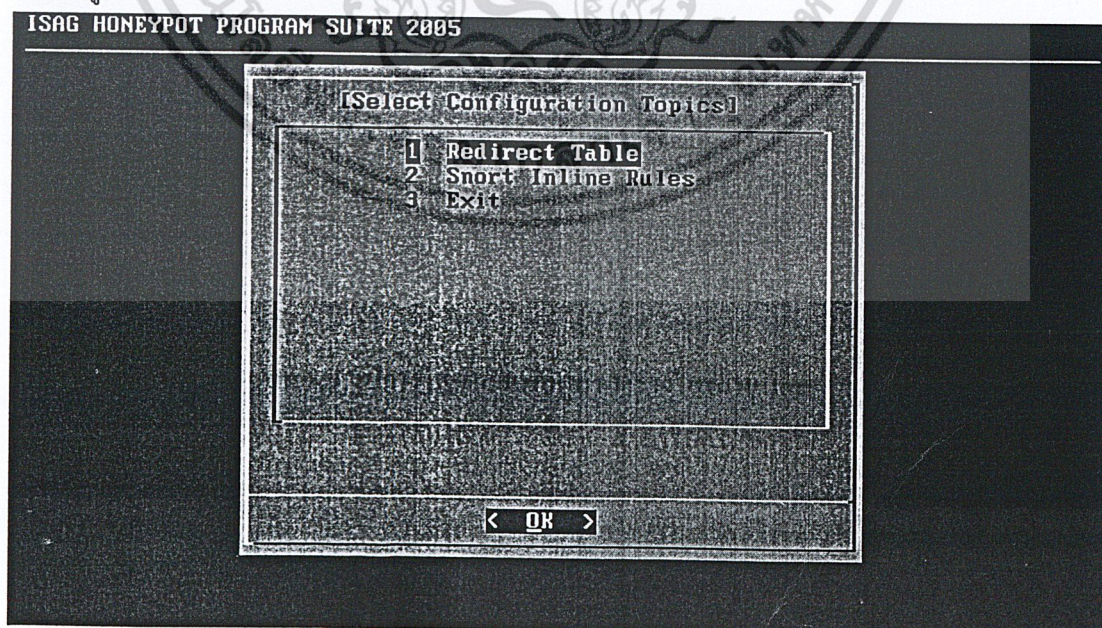 ISAG HONEYPOT PROGRAM SUITE 2005
[Select Configuration Topics]
1 Redirect Table
2 Snort Inline Rules
3 Exit
< OK >